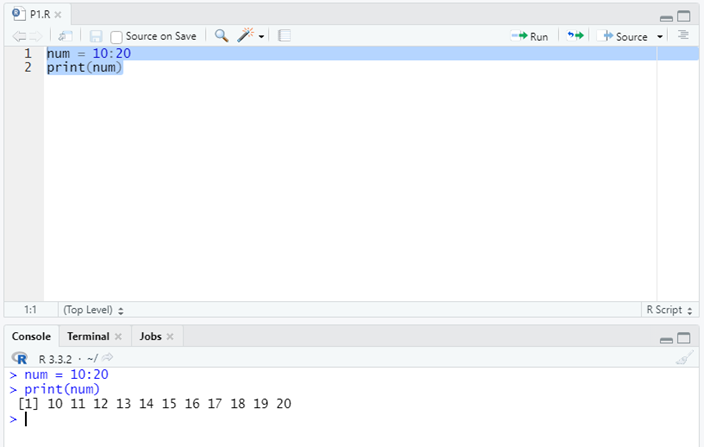 P1.R
Source on Save
Run
Source
1 num = 10:20
2 print(num)
1:1 (Top Level) R Script
Console Terminal Jobs
R 3.3.2 · ~/
> num = 10:20
> print(num)
[1] 10 11 12 13 14 15 16 17 18 19 20
>